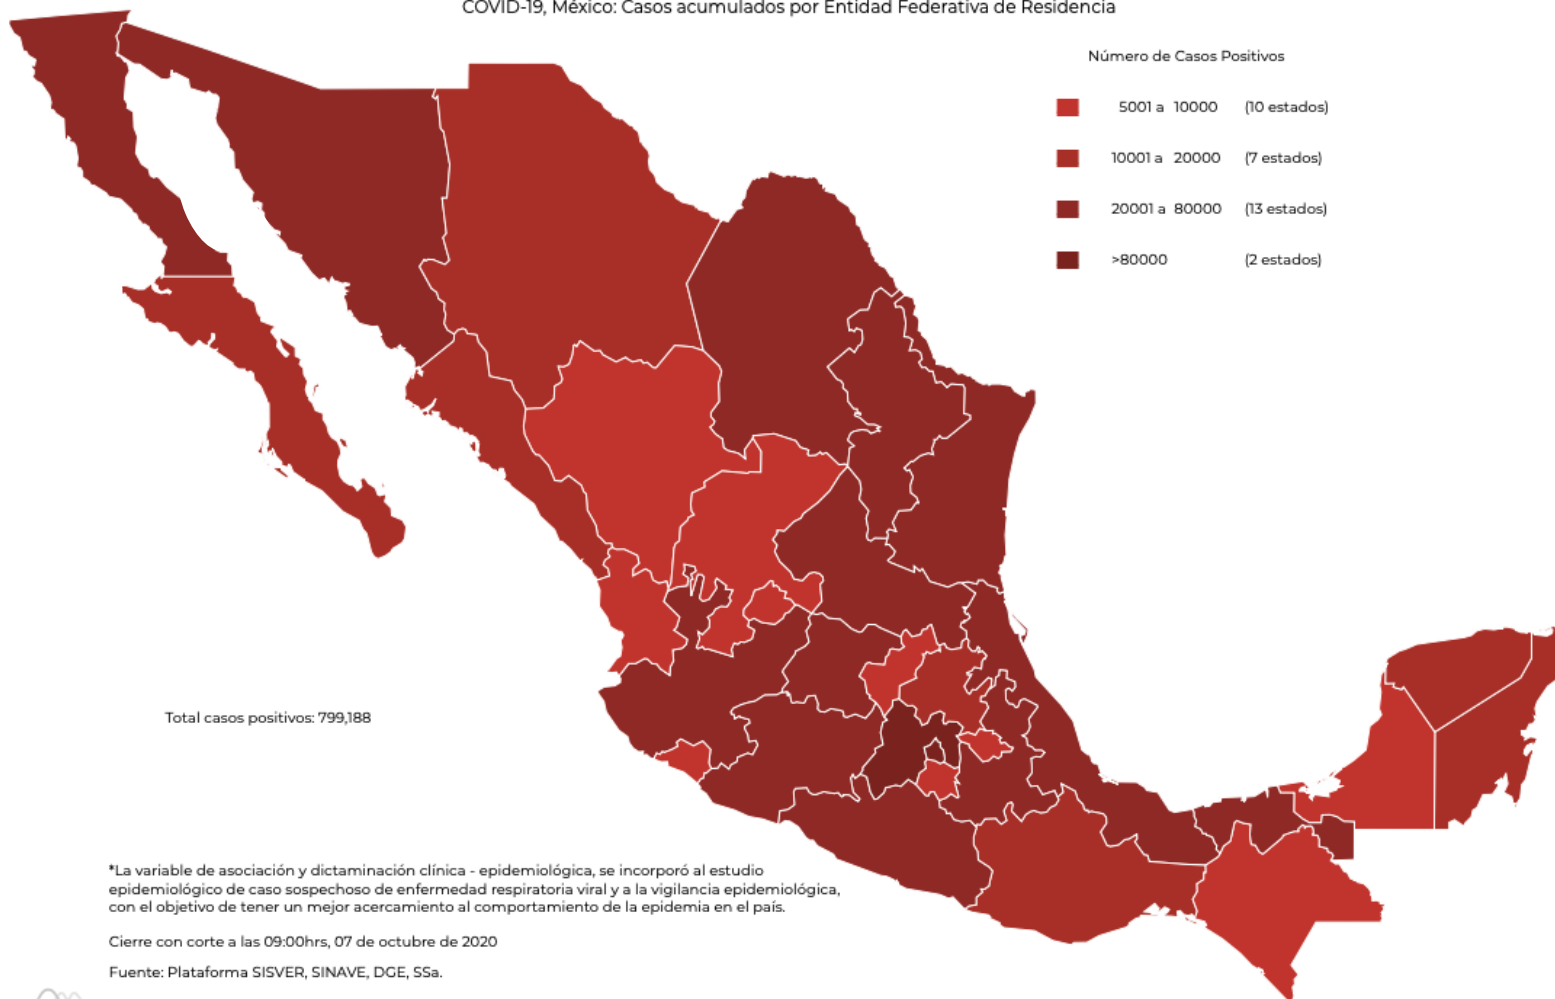 COVID-19, México: Casos acumulados por Entidad Federativa de Residencia
Número de Casos Positivos
5001 a 10000 (10 estados)
10001 a 20000 (7 estados)
20001 a 80000 (13 estados)
>80000 (2 estados)
Total casos positivos: 799,188
*La variable de asociación y dictaminación clínica - epidemiológica, se incorporó al estudio
epidemiológico de caso sospechoso de enfermedad respiratoria viral y a la vigilancia epidemiológica,
con el objetivo de tener un mejor acercamiento al comportamiento de la epidemia en el país.
Cierre con corte a las 09:00hrs, 07 de octubre de 2020
Fuente: Plataforma SISVER, SINAVE, DGE, SSa.